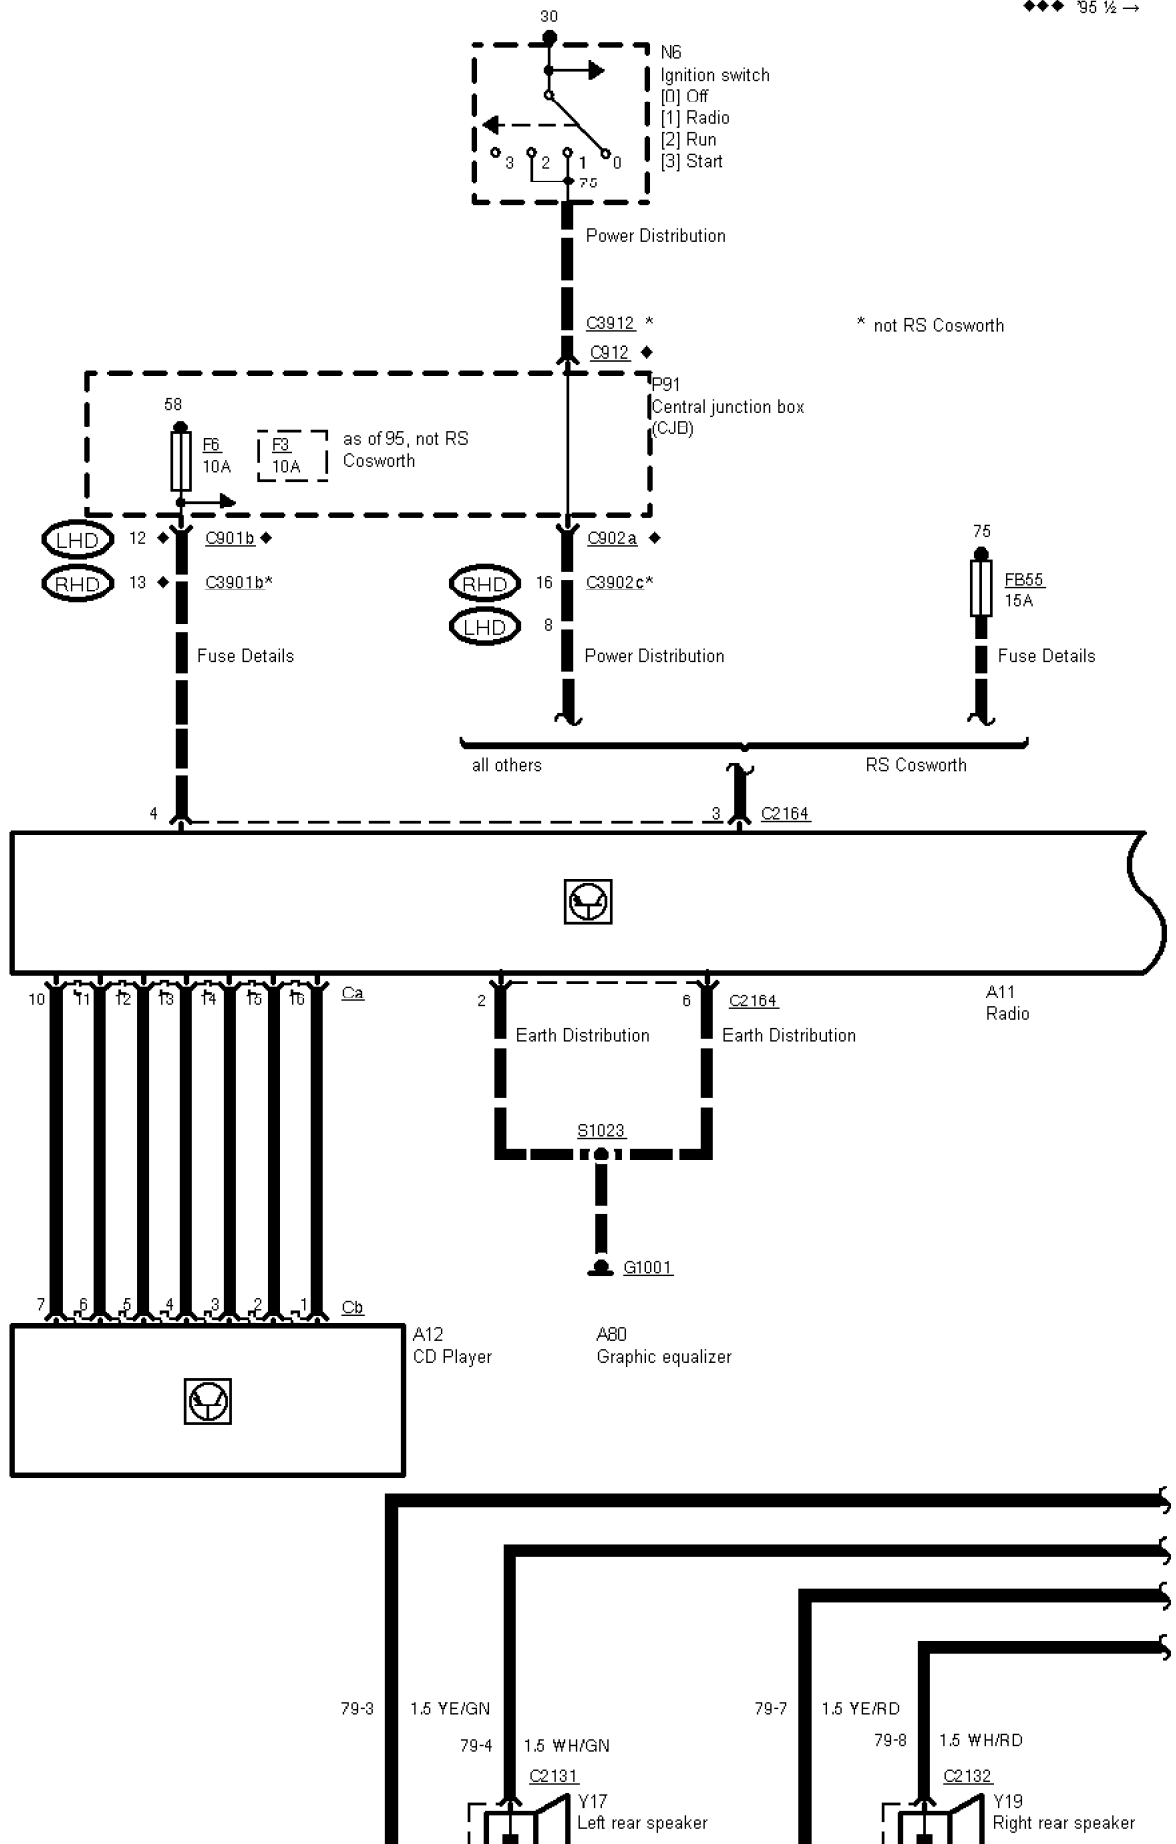 ◆◆◆ '95 ½ →
30
N6
Ignition switch
[0] Off
[1] Radio
[2] Run
[3] Start
3 2 1 0
75
Power Distribution
C3912 *
* not RS Cosworth
C912 ◆
P91
Central junction box
(CJB)
58
F6
10A
F3
10A
as of 95, not RS
Cosworth
LHD 12 ◆ C901b ◆
RHD 13 ◆ C3901b*
C902a ◆
RHD 16 C3902c*
LHD 8
75
FB55
15A
Fuse Details
Power Distribution
Fuse Details
all others
RS Cosworth
4
3 C2164
10 11 12 13 14 15 16 Ca
2
6 C2164
A11
Radio
Earth Distribution
Earth Distribution
S1023
G1001
7 6 5 4 3 2 1 Cb
A12
CD Player
A80
Graphic equalizer
79-3 1.5 YE/GN
79-7 1.5 YE/RD
79-4 1.5 WH/GN
79-8 1.5 WH/RD
C2131
C2132
Y17
Left rear speaker
Y19
Right rear speaker